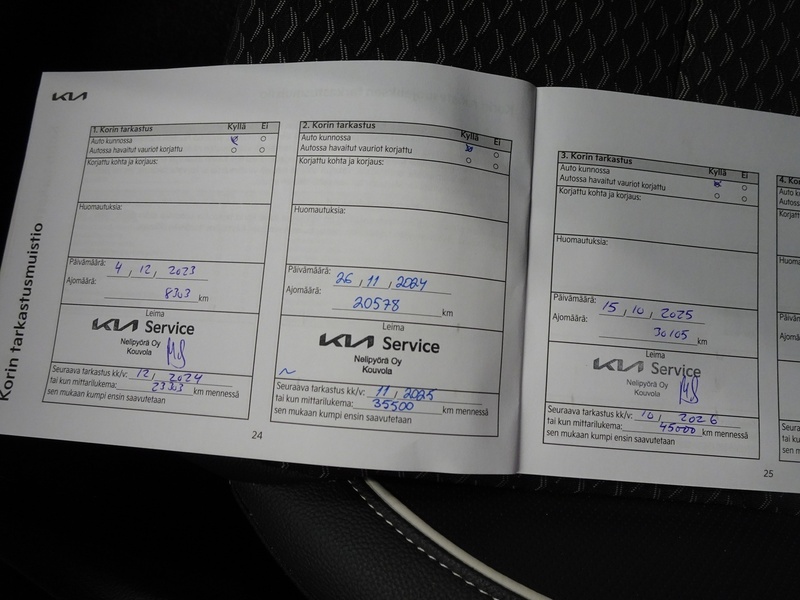 KIA
Korin tarkastusmuistio
1. Korin tarkastus Kyllä Ei
Auto kunnossa
Autossa havaitut vauriot korjattu
Korjattu kohta ja korjaus:
Huomautuksia:
Päivämäärä: 4, 12, 2023
Ajomäärä: 8303 km
Leima
KIA Service
Nelipyörä Oy
Kouvola
Seuraava tarkastus kk/v: 12, 2024
tai kun mittarilukema: 23303 km mennessä
sen mukaan kumpi ensin saavutetaan
24
2. Korin tarkastus Kyllä Ei
Auto kunnossa
Autossa havaitut vauriot korjattu
Korjattu kohta ja korjaus:
Huomautuksia:
Päivämäärä: 26, 11, 2024
Ajomäärä: 20578 km
Leima
KIA Service
Nelipyörä Oy
Kouvola
Seuraava tarkastus kk/v: 11, 2025
tai kun mittarilukema: 35500 km mennessä
sen mukaan kumpi ensin saavutetaan
3. Korin tarkastus Kyllä Ei
Auto kunnossa
Autossa havaitut vauriot korjattu
Korjattu kohta ja korjaus:
Huomautuksia:
Päivämäärä: 15, 10, 2025
Ajomäärä: 30105 km
Leima
KIA Service
Nelipyörä Oy
Kouvola
Seuraava tarkastus kk/v: 10, 2026
tai kun mittarilukema: 45000 km mennessä
sen mukaan kumpi ensin saavutetaan
25